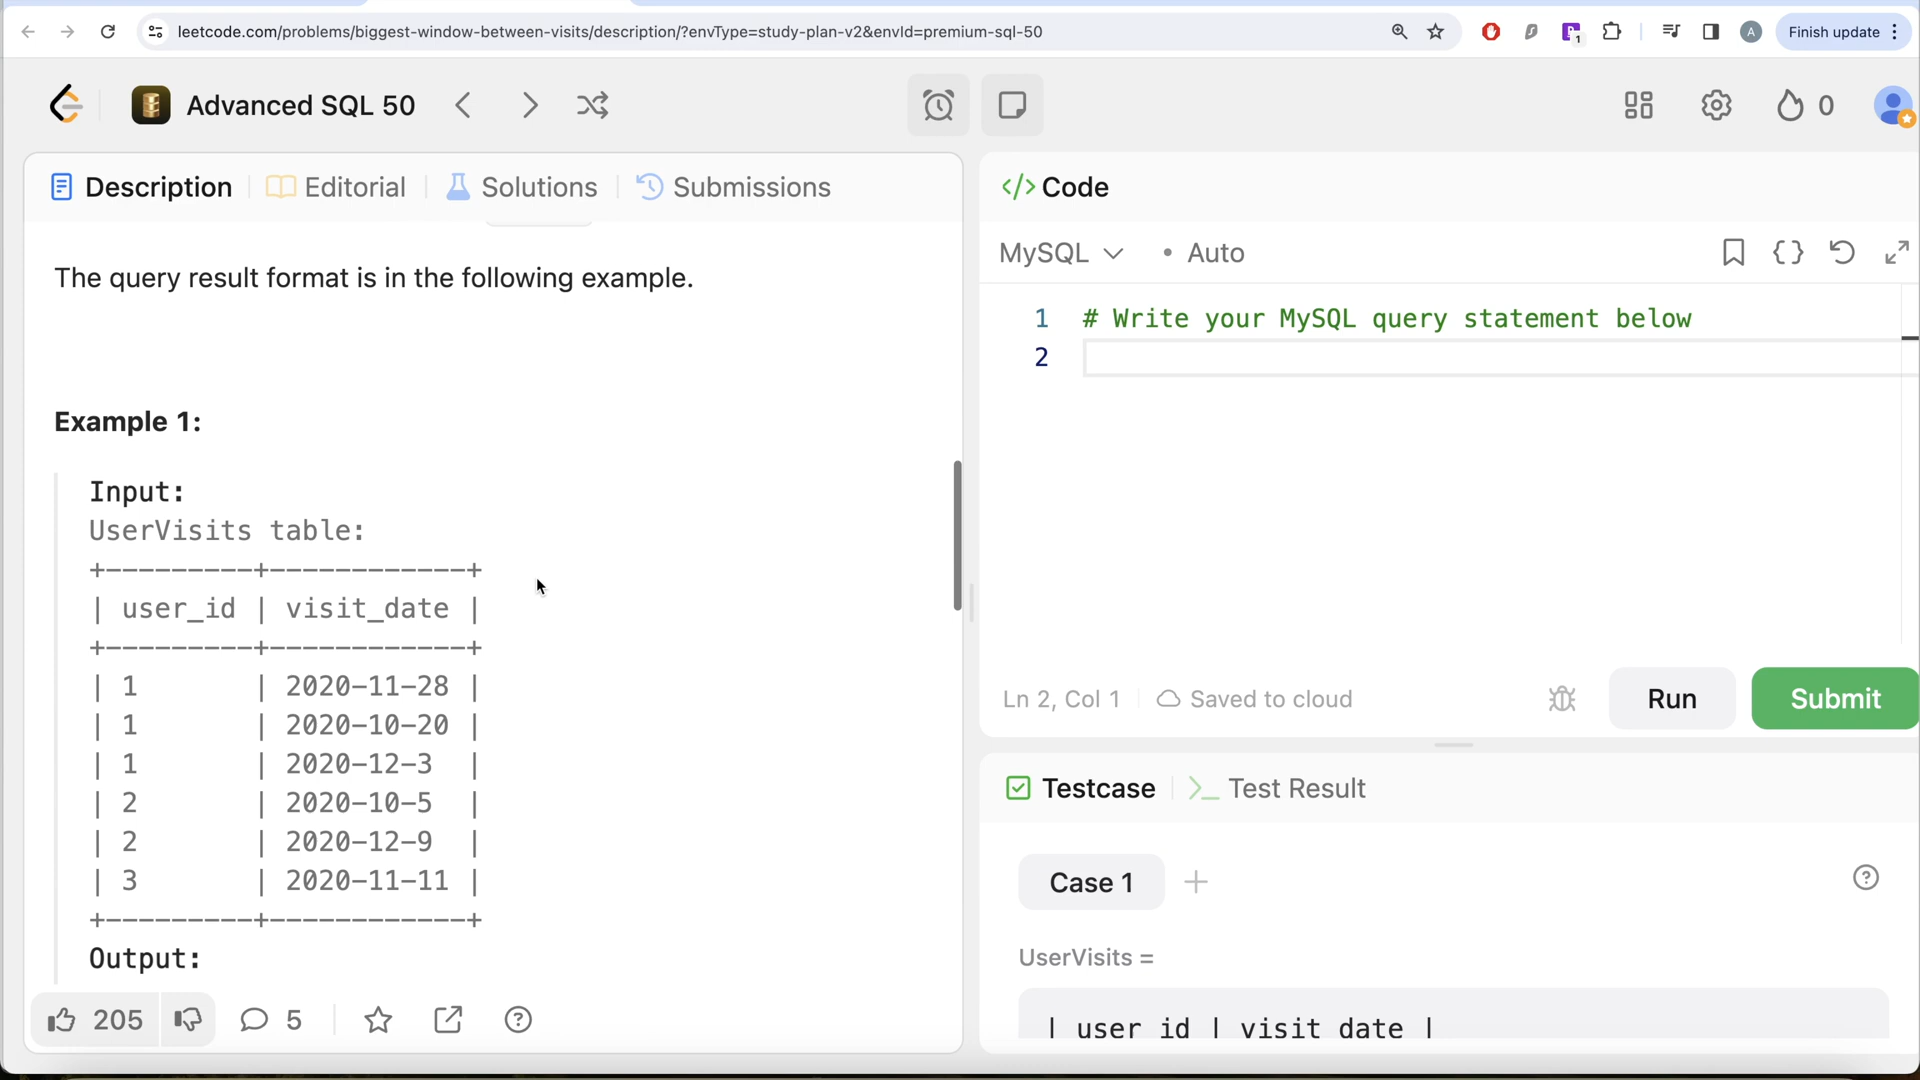 leetcode.com/problems/biggest-window-between-visits/description/?envType=study-plan-v2&envId=premium-sql-50
1
A
Finish update
Advanced SQL 50
0
Description
Editorial
Solutions
Submissions
The query result format is in the following example.
Example 1:
Input:
UserVisits table:
+---------+------------+
| user_id | visit_date |
+---------+------------+
| 1 | 2020-11-28 |
| 1 | 2020-10-20 |
| 1 | 2020-12-3 |
| 2 | 2020-10-5 |
| 2 | 2020-12-9 |
| 3 | 2020-11-11 |
+---------+------------+
Output:
205
5
</> Code
MySQL
• Auto
{}
1 # Write your MySQL query statement below
2
Ln 2, Col 1
Saved to cloud
Run
Submit
Testcase
>_ Test Result
Case 1
+
UserVisits =
| user_id | visit_date |